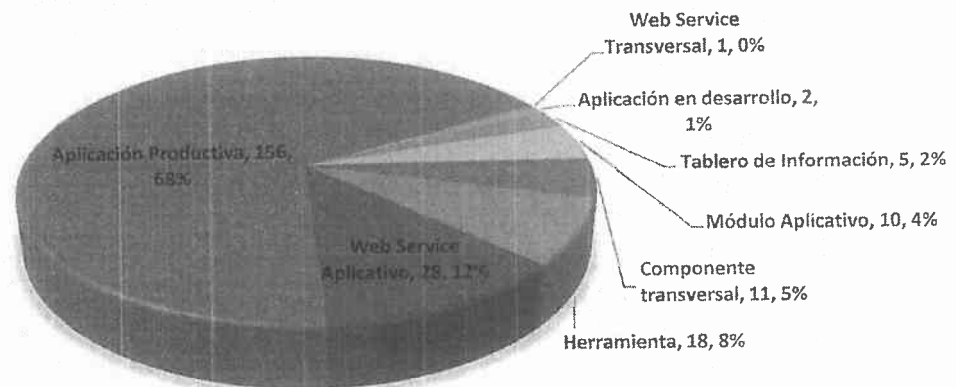 Web Service
Transversal, 1, 0%
Aplicación en desarrollo, 2,
1%
Tablero de Información, 5, 2%
Módulo Aplicativo, 10, 4%
Componente
transversal, 11, 5%
Herramienta, 18, 8%
Web Service
Aplicativo, 28, 12%
Aplicación Productiva, 156,
68%